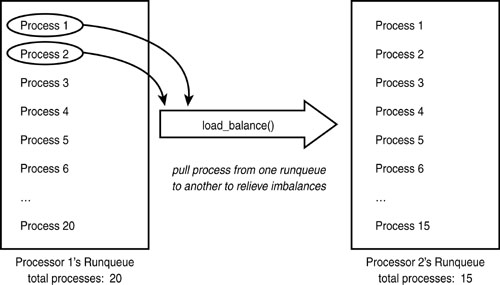 Process 1
Process 2
Process 3
Process 4
Process 5
Process 6
...
Process 20
Processor 1's Runqueue
total processes: 20
load_balance()
pull process from one runqueue
to another to relieve imbalances
Process 1
Process 2
Process 3
Process 4
Process 5
Process 6
...
Process 15
Processor 2's Runqueue
total processes: 15